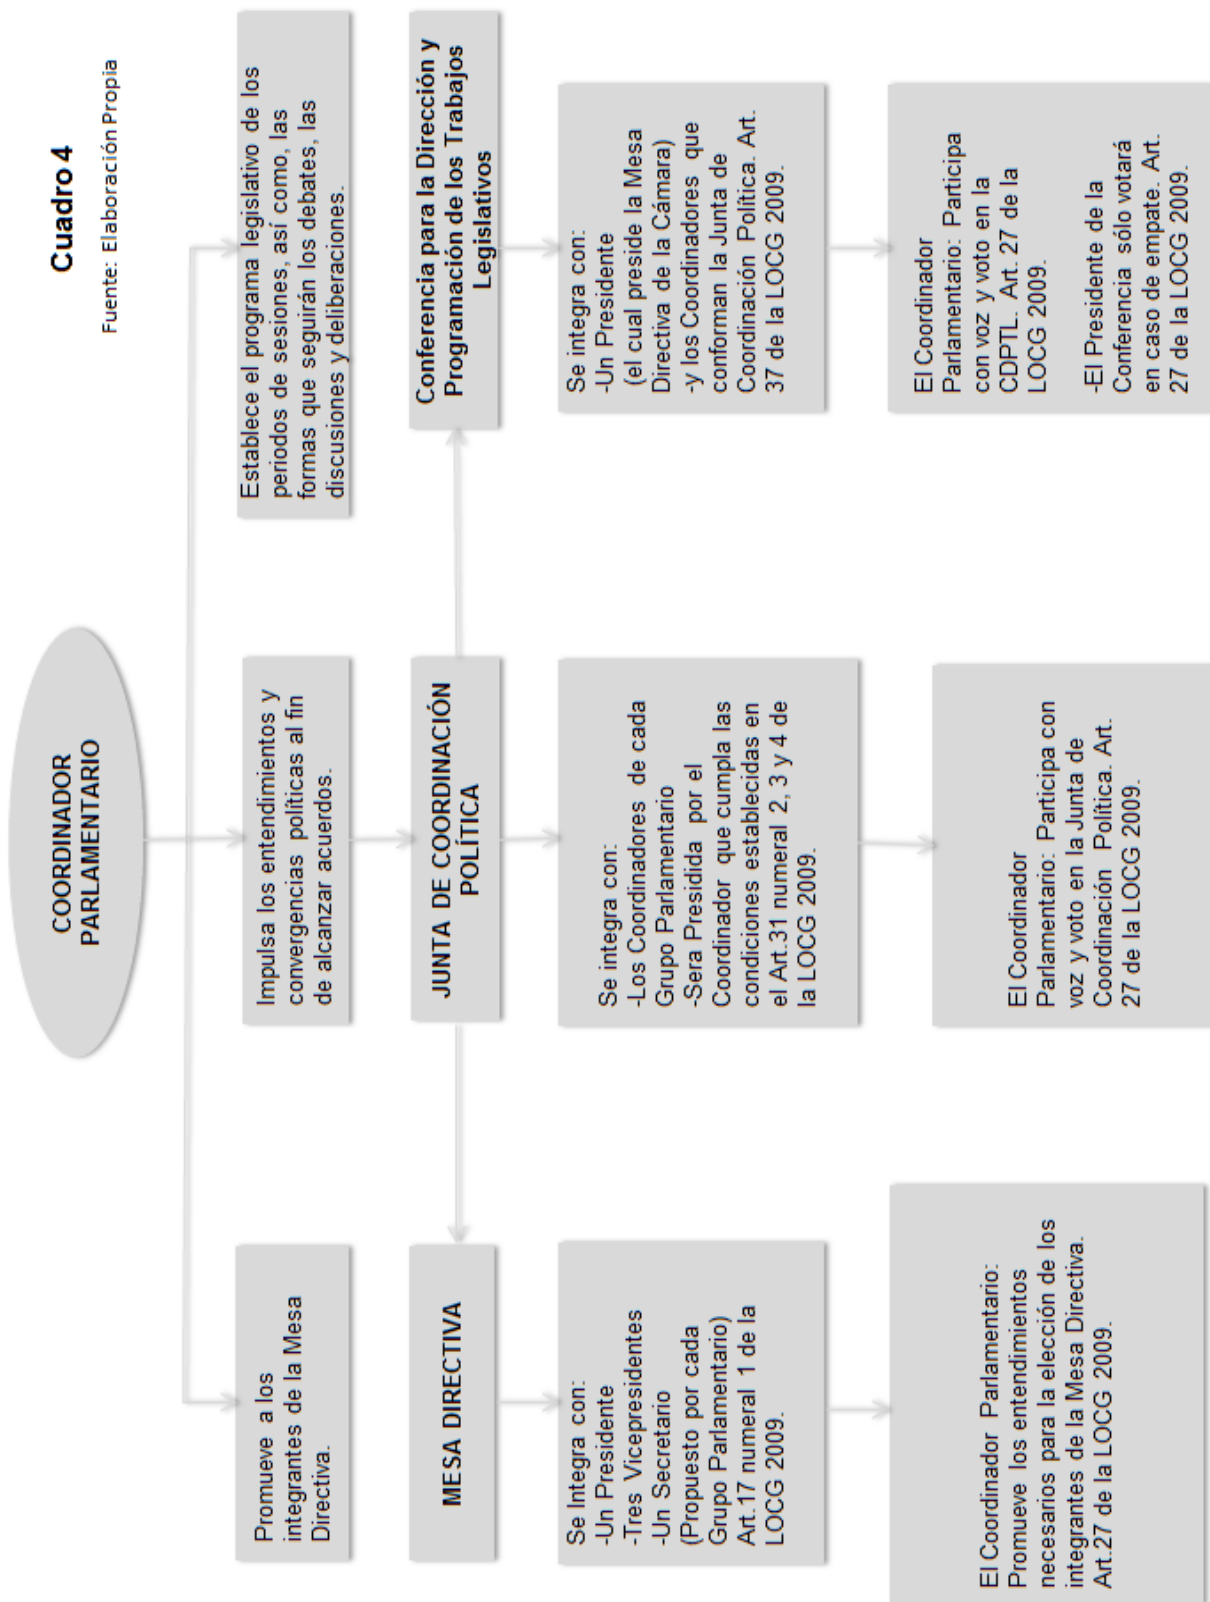 Cuadro 4
Fuente: Elaboración Propia
COORDINADOR
PARLAMENTARIO
Promueve a los
integrantes de la Mesa
Directiva.
Impulsa los entendimientos y
convergencias políticas al fin
de alcanzar acuerdos.
Establece el programa legislativo de los
periodos de sesiones, así como, las
formas que seguirán los debates, las
discusiones y deliberaciones.
MESA DIRECTIVA
JUNTA DE COORDINACIÓN
POLÍTICA
Conferencia para la Dirección y
Programación de los Trabajos
Legislativos
Se Integra con:
-Un Presidente
-Tres Vicepresidentes
-Un Secretario
(Propuesto por cada
Grupo Parlamentario)
Art.17 numeral 1 de la
LOCG 2009.
Se integra con:
-Los Coordinadores de cada
Grupo Parlamentario
-Sera Presidida por el
Coordinador que cumpla las
condiciones establecidas en
el Art.31 numeral 2, 3 y 4 de
la LOCG 2009.
Se integra con:
-Un Presidente
(el cual preside la Mesa
Directiva de la Cámara)
-y los Coordinadores que
conforman la Junta de
Coordinación Política. Art.
37 de la LOCG 2009.
El Coordinador Parlamentario:
Promueve los entendimientos
necesarios para la elección de los
integrantes de la Mesa Directiva.
Art.27 de la LOCG 2009.
El Coordinador
Parlamentario: Participa con
voz y voto en la Junta de
Coordinación Política. Art.
27 de la LOCG 2009.
El Coordinador
Parlamentario: Participa
con voz y voto en la
CDPTL. Art. 27 de la
LOCG 2009.
-El Presidente de la
Conferencia sólo votará
en caso de empate. Art.
27 de la LOCG 2009.